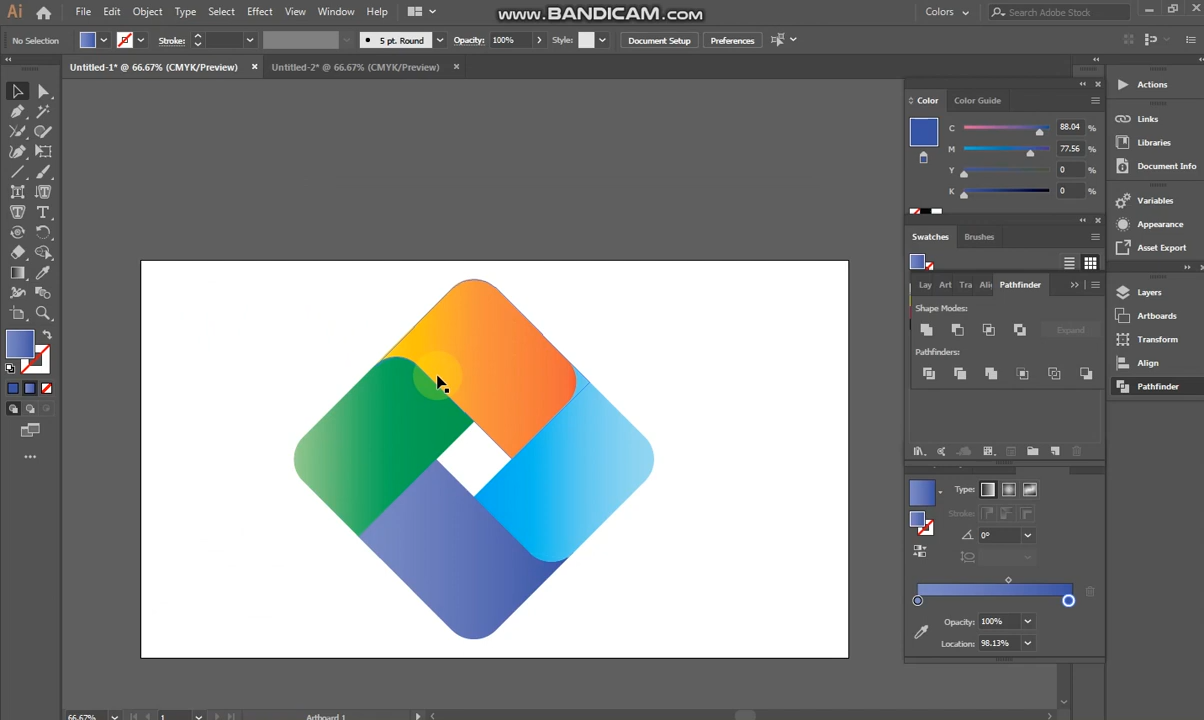 www.BANDICAM.com
Ai File Edit Object Type Select Effect View Window Help Colors Search Adobe Stock
No Selection Stroke: 5 pt. Round Opacity: 100% Style: Document Setup Preferences
Untitled-1* @ 66.67% (CMYK/Preview) Untitled-2* @ 66.67% (CMYK/Preview)
Color Color Guide
C 88.04 %
M 77.56 %
Y 0 %
K 0 %
Swatches Brushes
Lay Art Tra Ali Pathfinder
Shape Modes:
Expand
Pathfinders:
Type:
Stroke:
0°
Opacity: 100%
Location: 98.13%
Actions
Links
Libraries
Document Info
Variables
Appearance
Asset Export
Layers
Artboards
Transform
Align
Pathfinder
66.67% 1 Artboard 1